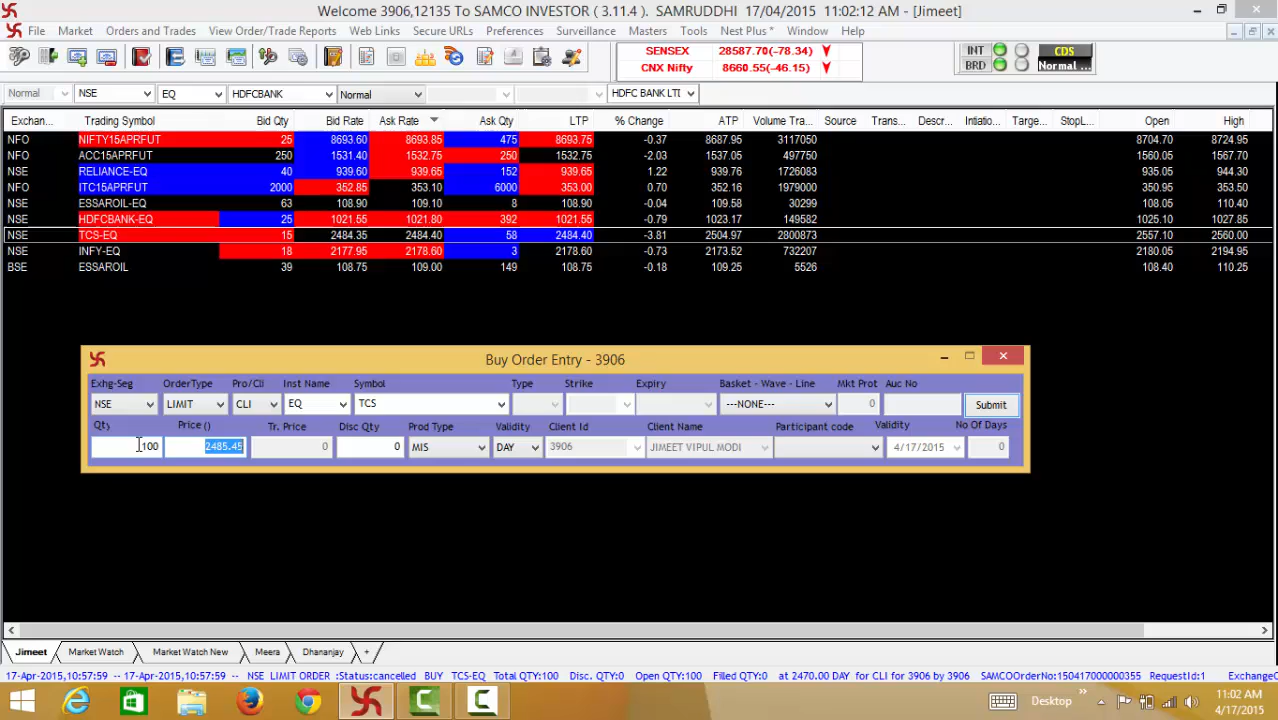 Welcome 3906,12135 To SAMCO INVESTOR ( 3.11.4 ). SAMRUDDHI 17/04/2015 11:02:12 AM - [Jimeet]
File Market Orders and Trades View Order/Trade Reports Web Links Secure URLs Preferences Surveillance Masters Tools Nest Plus * Window Help
SENSEX 28587.70(-78.34)
CNX Nifty 8660.55(-46.15)
INT
BRD
CDS
Normal ...
Normal NSE EQ HDFCBANK Normal HDFC BANK LTI
Exchan... Trading Symbol Bid Qty Bid Rate Ask Rate Ask Qty LTP % Change ATP Volume Tra... Source Trans... Descr... Intiatio... Targe... StopL... Open High
NFO NIFTY15APRFUT 25 8693.60 8693.85 475 8693.75 -0.37 8687.95 3117050 8704.70 8724.95
NFO ACC15APRFUT 250 1531.40 1532.75 250 1532.75 -2.03 1537.05 497750 1560.05 1567.70
NSE RELIANCE-EQ 40 939.60 939.65 152 939.65 1.22 939.76 1726083 935.05 944.30
NFO ITC15APRFUT 2000 352.85 353.10 6000 353.00 0.70 352.16 1979000 350.95 353.50
NSE ESSAROIL-EQ 63 108.90 109.10 8 108.90 -0.04 109.58 30299 108.05 110.40
NSE HDFCBANK-EQ 25 1021.55 1021.80 392 1021.55 -0.79 1023.17 149582 1025.10 1027.85
NSE TCS-EQ 15 2484.35 2484.40 58 2484.40 -3.81 2504.97 2800873 2557.10 2560.00
NSE INFY-EQ 18 2177.95 2178.60 3 2178.60 -0.73 2173.52 732207 2180.05 2194.95
BSE ESSAROIL 39 108.75 109.00 149 108.75 -0.18 109.25 5526 108.40 110.25
Buy Order Entry - 3906
Exhg-Seg OrderType Pro/Cli Inst Name Symbol Type Strike Expiry Basket - Wave - Line Mkt Prot Auc No
NSE LIMIT CLI EQ TCS ---NONE--- 0 Submit
Qty Price () Tr. Price Disc Qty Prod Type Validity Client Id Client Name Participant code Validity No Of Days
100 2485.45 0 0 MIS DAY 3906 JIMEET VIPUL MODI 4/17/2015 0
Jimeet Market Watch Market Watch New Meera Dhananjay +
17-Apr-2015,10:57:59 -- 17-Apr-2015,10:57:59 -- NSE LIMIT ORDER :Status:cancelled BUY TCS-EQ Total QTY:100 Disc. QTY:0 Open QTY:100 Filled QTY:0 at 2470.00 DAY for CLI for 3906 by 3906 SAMCOOrderNo:150417000000355 RequestId:1 ExchangeO
Desktop
11:02 AM
4/17/2015